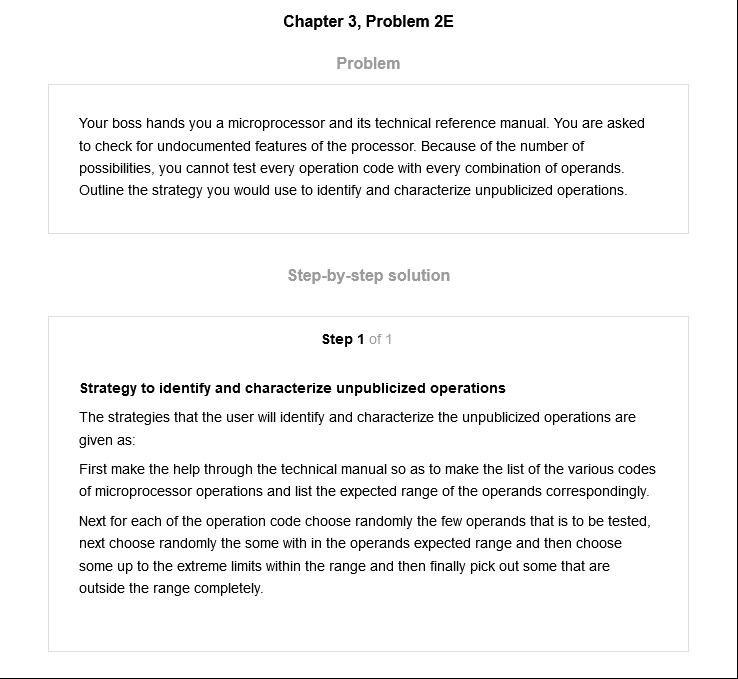 Chapter 3, Problem 2E
Problem
Your boss hands you a microprocessor and its technical reference manual. You are asked
to check for undocumented features of the processor. Because of the number of
possibilities, you cannot test every operation code with every combination of operands.
Outline the strategy you would use to identify and characterize unpublicized operations.
Step-by-step solution
Step 1 of 1
Strategy to identify and characterize unpublicized operations
The strategies that the user will identify and characterize the unpublicized operations are
given as:
First make the help through the technical manual so as to make the list of the various codes
of microprocessor operations and list the expected range of the operands correspondingly.
Next for each of the operation code choose randomly the few operands that is to be tested,
next choose randomly the some with in the operands expected range and then choose
some up to the extreme limits within the range and then finally pick out some that are
outside the range completely.